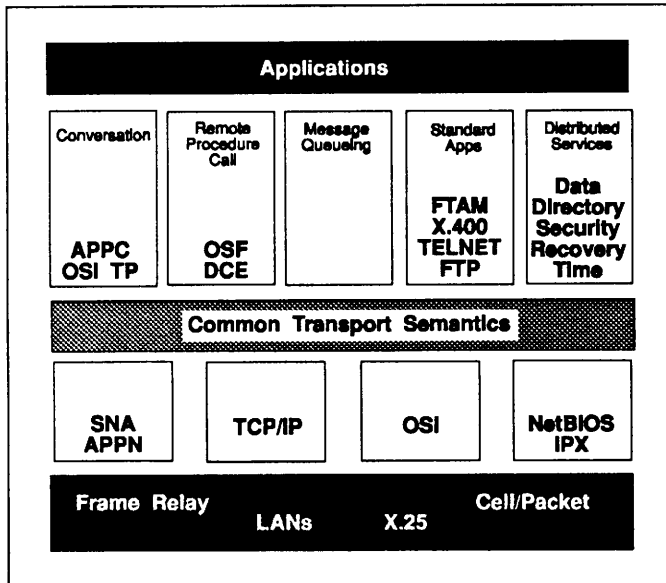 Applications
Conversation
APPC
OSI TP
Remote
Procedure
Call
OSF
DCE
Message
Queueing
Standard
Apps
FTAM
X.400
TELNET
FTP
Distributed
Services
Data
Directory
Security
Recovery
Time
Common Transport Semantics
SNA
APPN
TCP/IP
OSI
NetBIOS
IPX
Frame Relay
LANs
X.25
Cell/Packet